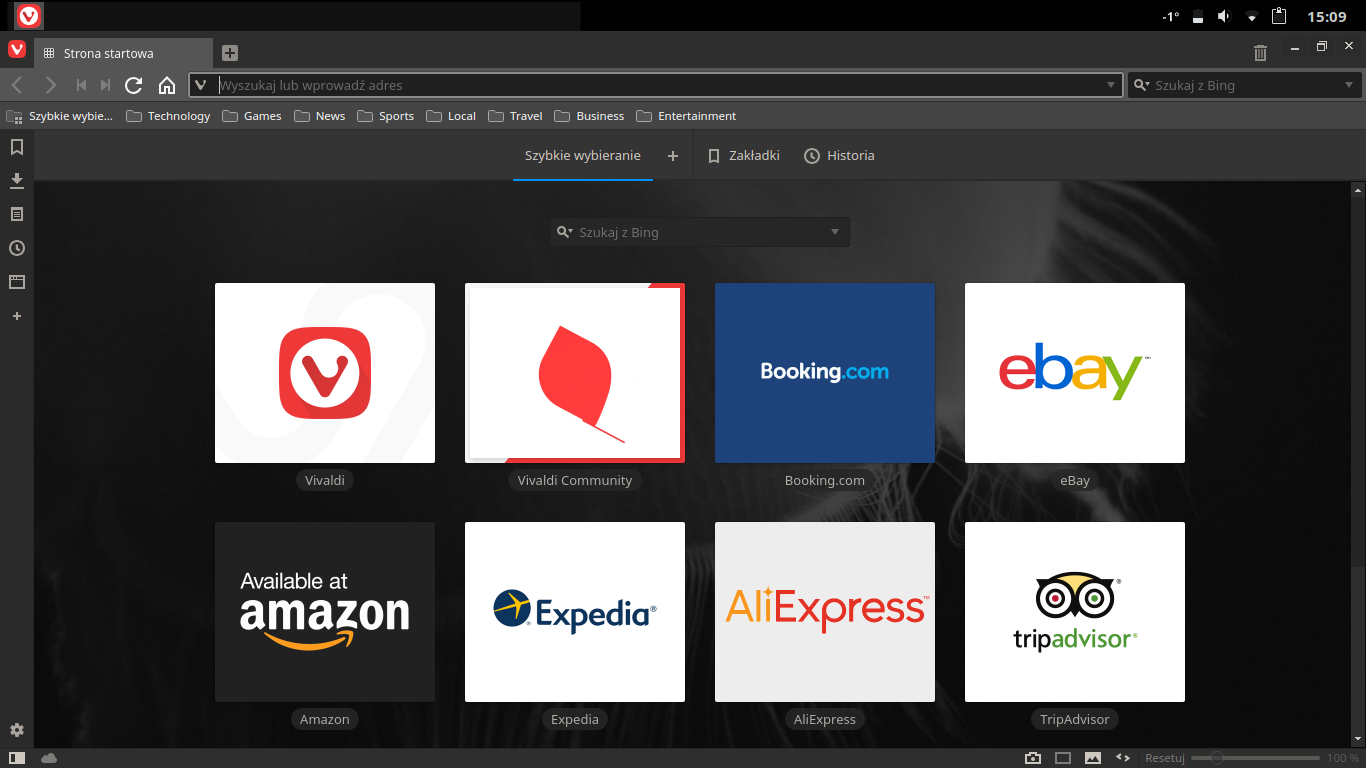 -1°
15:09
Strona startowa
Wyszukaj lub wprowadź adres
Szukaj z Bing
Szybkie wybie... Technology Games News Sports Local Travel Business Entertainment
Szybkie wybieranie Zakładki Historia
Szukaj z Bing
Booking.com
ebay™
Vivaldi Vivaldi Community Booking.com eBay
Available at
amazon
Expedia®
AliExpress™
tripadvisor®
Amazon Expedia AliExpress TripAdvisor
Resetuj 100 %